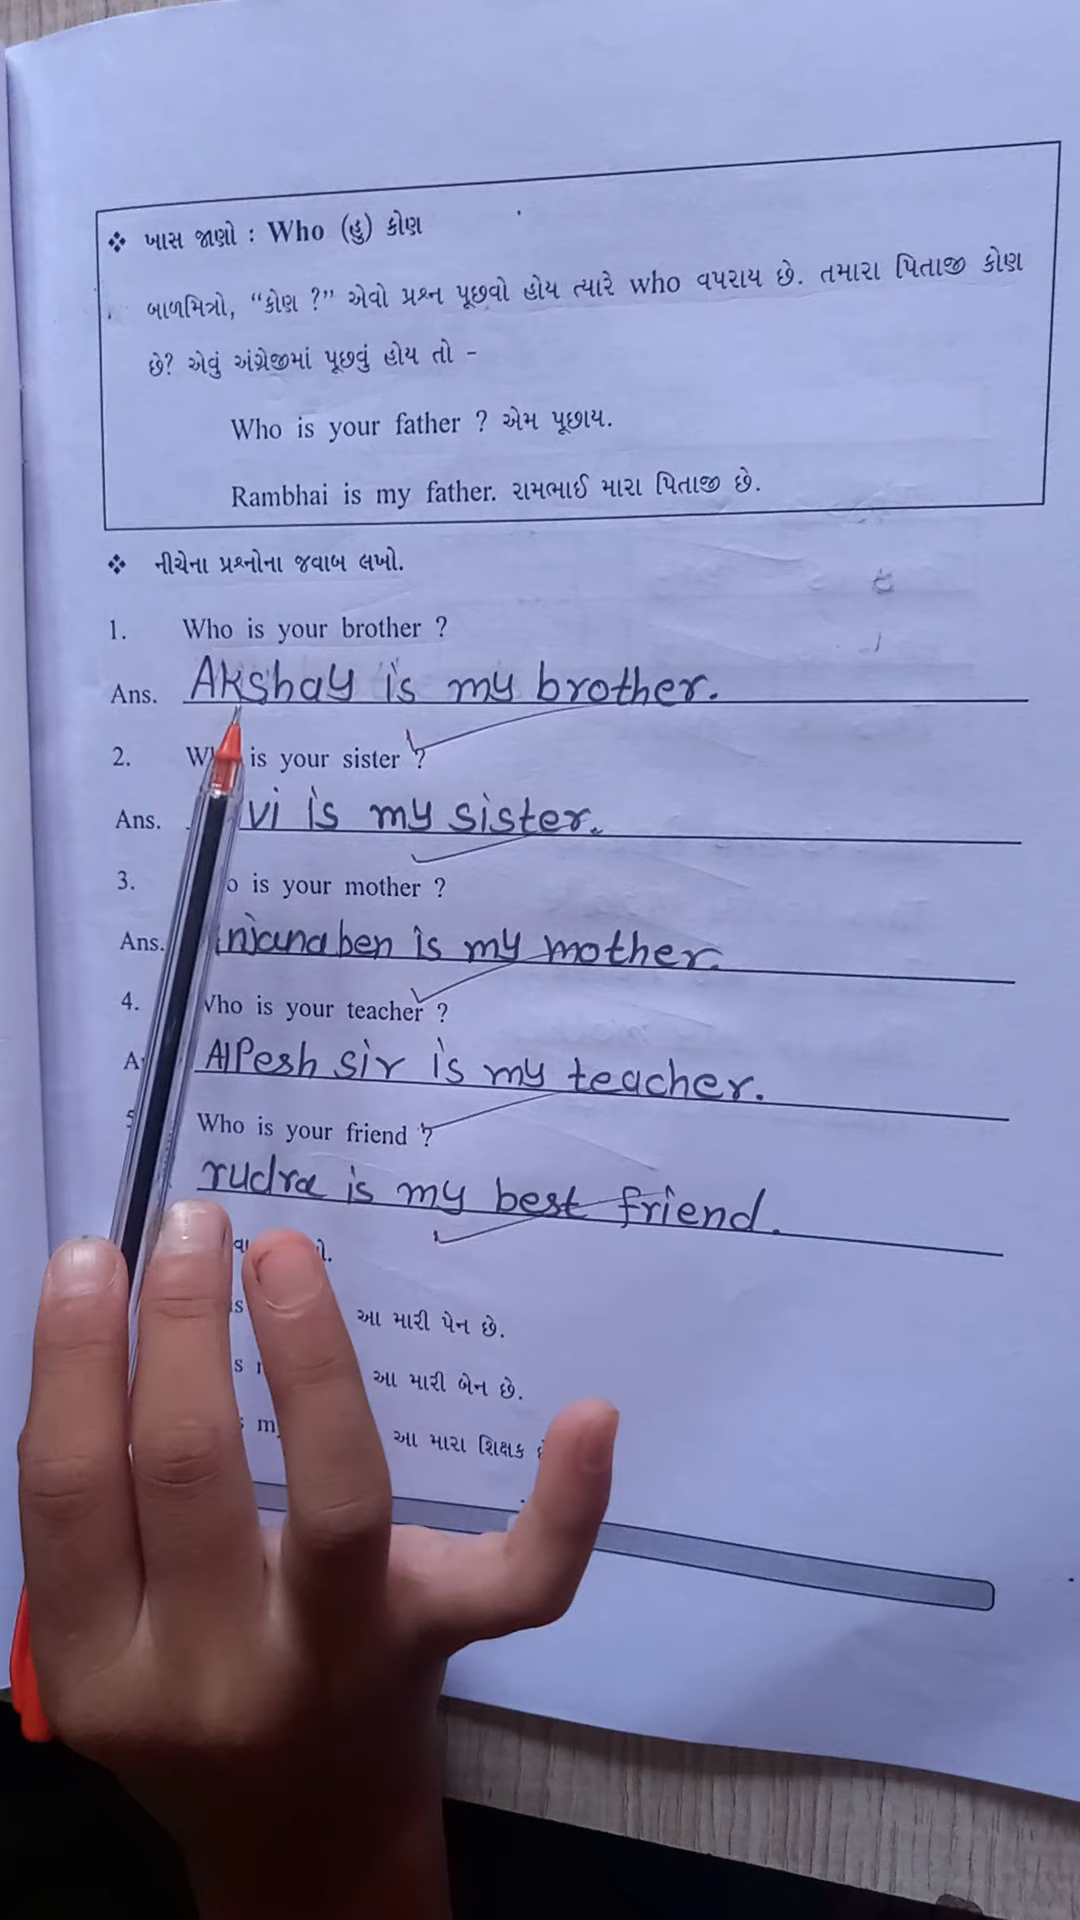 ❖ ખાસ જાણો : Who (હુ) કોણ
બાળમિત્રો, “કોણ ?” એવો પ્રશ્ન પૂછવો હોય ત્યારે who વપરાય છે. તમારા પિતાજી કોણ
છે? એવું અંગ્રેજીમાં પૂછવું હોય તો -
Who is your father ? એમ પૂછાય.
Rambhai is my father. રામભાઈ મારા પિતાજી છે.
❖ નીચેના પ્રશ્નોના જવાબ લખો.
1. Who is your brother ?
Ans. Akshay is my brother.
2. is your sister ?
Ans. is my sister.
3. is your mother ?
Ans. is my mother.
4. Who is your teacher ?
Alpesh sir is my teacher.
Who is your friend ?
rudra is my best friend.
આ મારી પેન છે.
આ મારી બેન છે.
આ મારા શિક્ષક